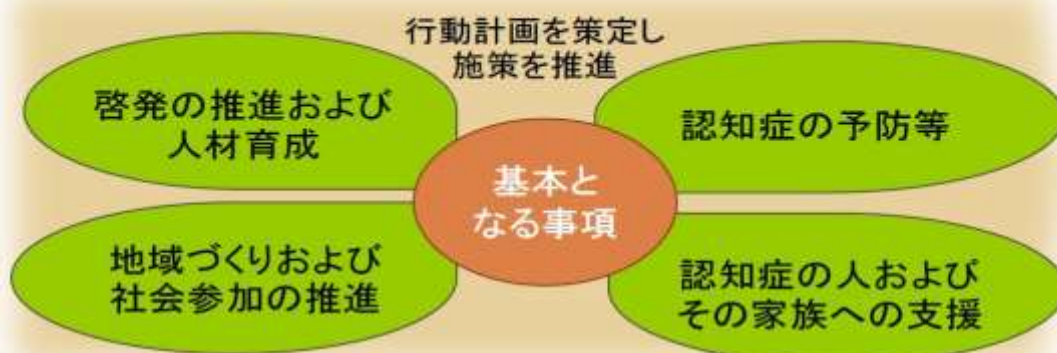 行動計画を策定し
施策を推進
啓発の推進および
人材育成
認知症の予防等
基本と
なる事項
地域づくりおよび
社会参加の推進
認知症の人および
その家族への支援